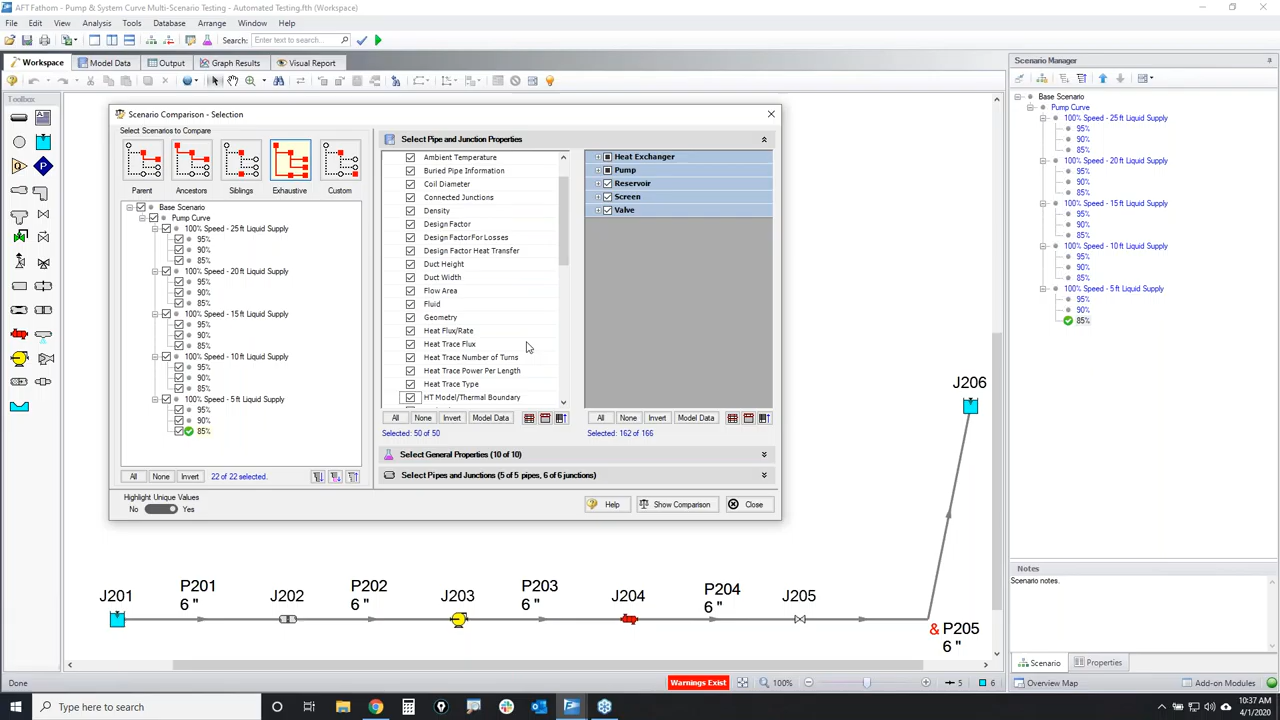 AFT Fathom - Pump & System Curve Multi-Scenario Testing - Automated Testing.fth (Workspace)
File Edit View Analysis Tools Database Arrange Window Help
Search: Enter text to search...
Workspace Model Data Output Graph Results Visual Report
Scenario Manager
Toolbox
Base Scenario
Pump Curve
100% Speed - 25 ft Liquid Supply
95%
90%
85%
100% Speed - 20 ft Liquid Supply
95%
90%
85%
100% Speed - 15 ft Liquid Supply
95%
90%
85%
100% Speed - 10 ft Liquid Supply
95%
90%
85%
100% Speed - 5 ft Liquid Supply
95%
90%
85%
Scenario Comparison - Selection
Select Scenarios to Compare
Parent Ancestors Siblings Exhaustive Custom
Base Scenario
Pump Curve
100% Speed - 25 ft Liquid Supply
95%
90%
85%
100% Speed - 20 ft Liquid Supply
95%
90%
85%
100% Speed - 15 ft Liquid Supply
95%
90%
85%
100% Speed - 10 ft Liquid Supply
95%
90%
85%
100% Speed - 5 ft Liquid Supply
95%
90%
85%
All None Invert 22 of 22 selected.
Highlight Unique Values
No Yes
Select Pipe and Junction Properties
Ambient Temperature
Buried Pipe Information
Coil Diameter
Connected Junctions
Density
Design Factor
Design FactorFor Losses
Design Factor Heat Transfer
Duct Height
Duct Width
Flow Area
Fluid
Geometry
Heat Flux/Rate
Heat Trace Flux
Heat Trace Number of Turns
Heat Trace Power Per Length
Heat Trace Type
HT Model/Thermal Boundary
All None Invert Model Data
Selected: 50 of 50
Heat Exchanger
Pump
Reservoir
Screen
Valve
All None Invert Model Data
Selected: 162 of 166
Select General Properties (10 of 10)
Select Pipes and Junctions (5 of 5 pipes, 6 of 6 junctions)
Help Show Comparison Close
J206
J201
P201
6 "
J202
P202
6 "
J203
P203
6 "
J204
P204
6 "
J205
& P205
6 "
Notes
Scenario notes.
Scenario Properties
Done Warnings Exist 100% 5 6 Overview Map Add-on Modules
Type here to search
10:37 AM
4/1/2020